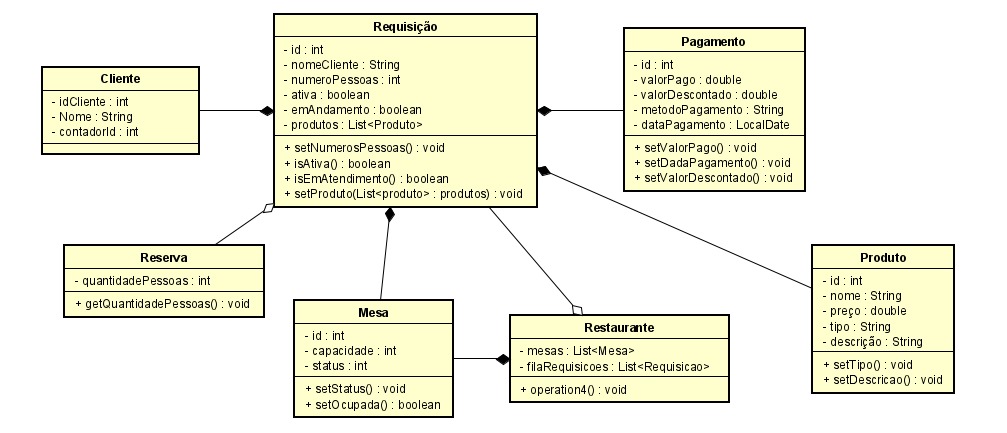 Requisição
- id : int
- nomeCliente : String
- numeroPessoas : int
- ativa : boolean
- emAndamento : boolean
- produtos : List<Produto>
+ setNumerosPessoas() : void
+ isAtiva() : boolean
+ isEmAtendimento() : boolean
+ setProduto(List<produto> : produtos) : void
Pagamento
- id : int
- valorPago : double
- valorDescontado : double
- metodoPagamento : String
- dataPagamento : LocalDate
+ setValorPago() : void
+ setDadaPagamento() : void
+ setValorDescontado() : void
Cliente
- idCliente : int
- Nome : String
- contadorId : int
Reserva
- quantidadePessoas : int
+ getQuantidadePessoas() : void
Mesa
- id : int
- capacidade : int
- status : int
+ setStatus() : void
+ setOcupada() : boolean
Restaurante
- mesas : List<Mesa>
- filaRequisicoes : List<Requisicao>
+ operation4() : void
Produto
- id : int
- nome : String
- preço : double
- tipo : String
- descrição : String
+ setTipo() : void
+ setDescricao() : void